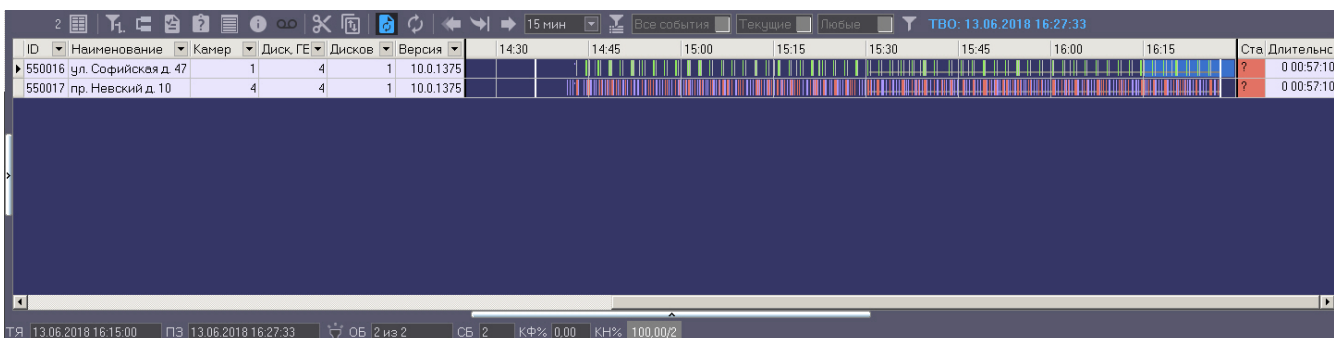 2 15 мин Все события Текущие Любые ТВО: 13.06.2018 16:27:33
ID Наименование Камер Диск, ГЕ Дисков Версия 14:30 14:45 15:00 15:15 15:30 15:45 16:00 16:15 Ста Длительнс
550016 ул. Софийская д. 47 1 4 1 10.0.1375 ? 0 00:57:10
550017 пр. Невский д. 10 4 4 1 10.0.1375 ? 0 00:57:10
ТЯ 13.06.2018 16:15:00 ПЗ 13.06.2018 16:27:33 ОБ 2 из 2 СБ 2 КФ% 0,00 КН% 100,00/2